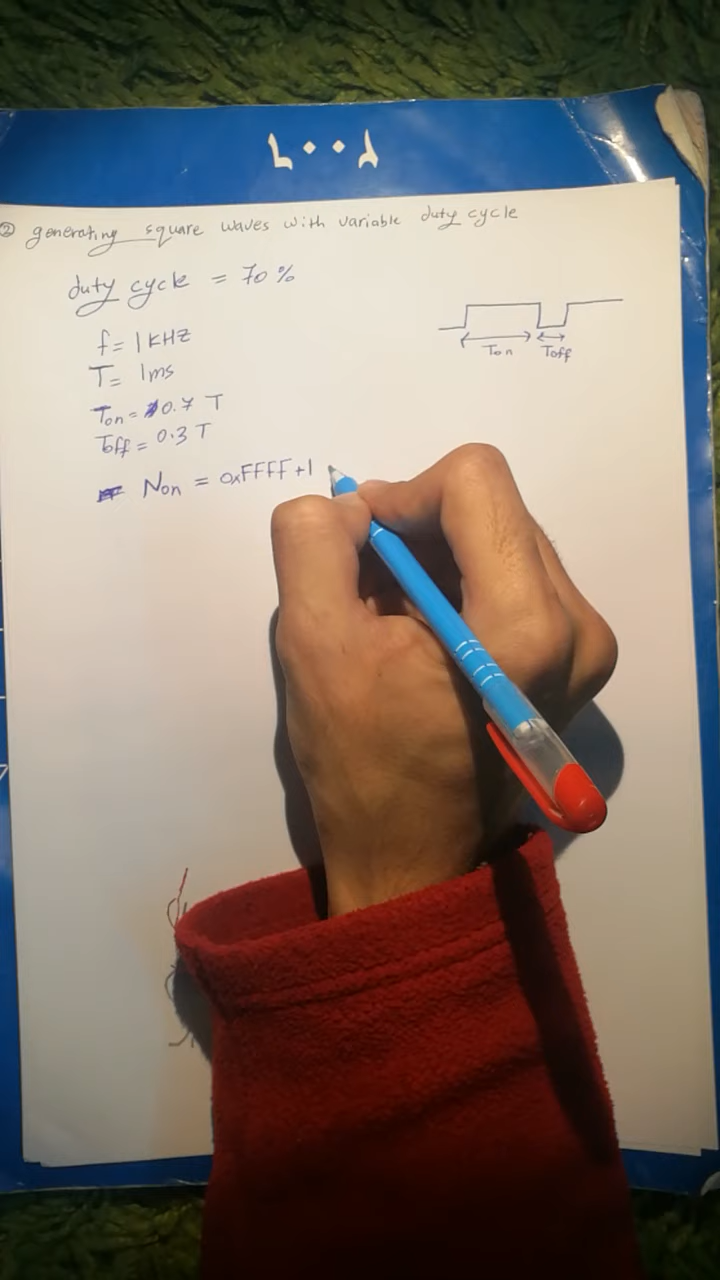 ② generating square waves with variable duty cycle
duty cycle = 70 %
f = 1 KHZ
T = 1ms
Ton = 0.7 T
Toff = 0.3 T
Non = 0xFFFF + 1
Ton Toff